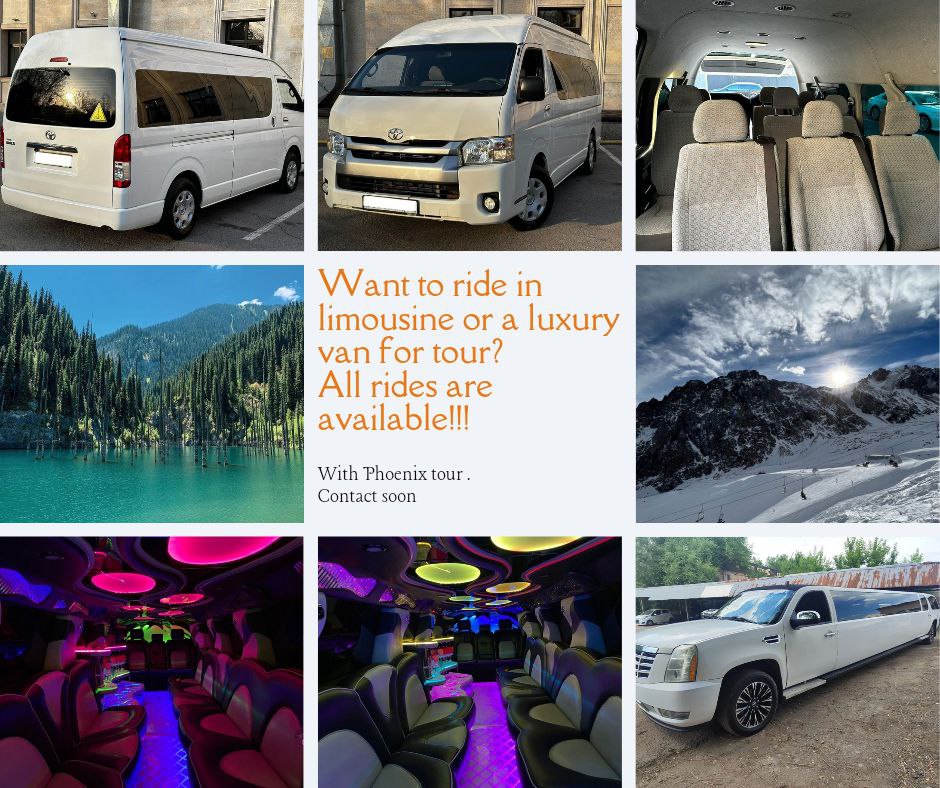 Want to ride in
limousine or a luxury
van for tour?
All rides are
available!!!
With Phoenix tour .
Contact soon